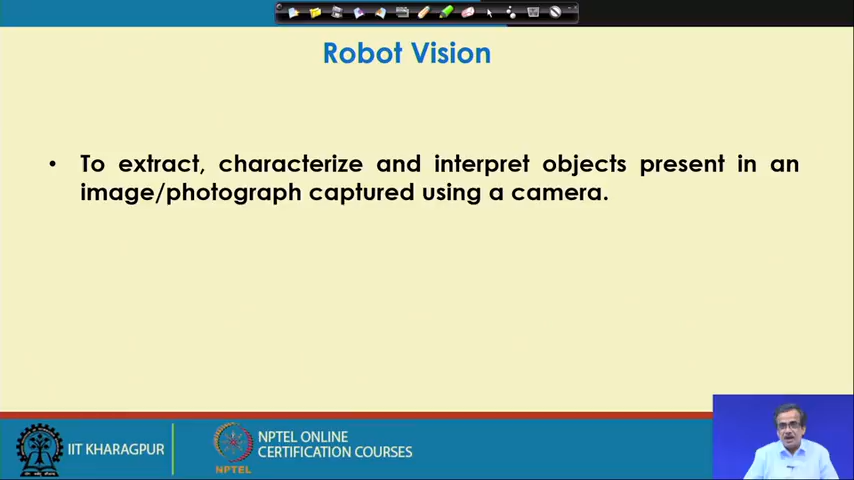 Robot Vision
• To extract, characterize and interpret objects present in an
image/photograph captured using a camera.
IIT KHARAGPUR
NPTEL ONLINE
CERTIFICATION COURSES
NPTEL